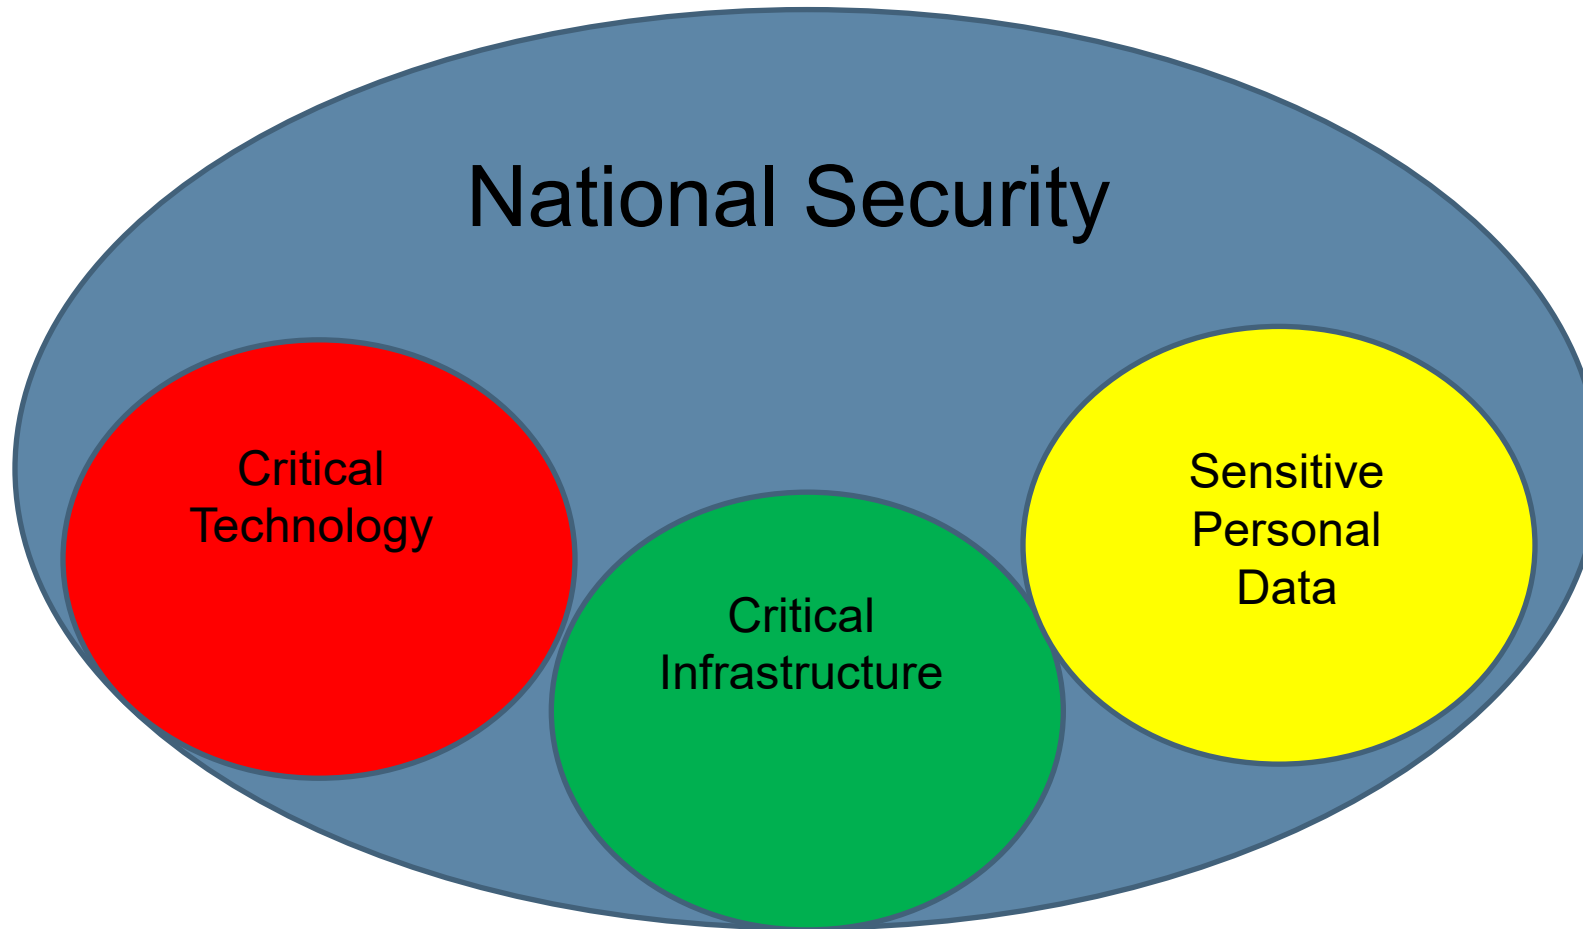 National Security
Critical
Technology
Critical
Infrastructure
Sensitive
Personal
Data